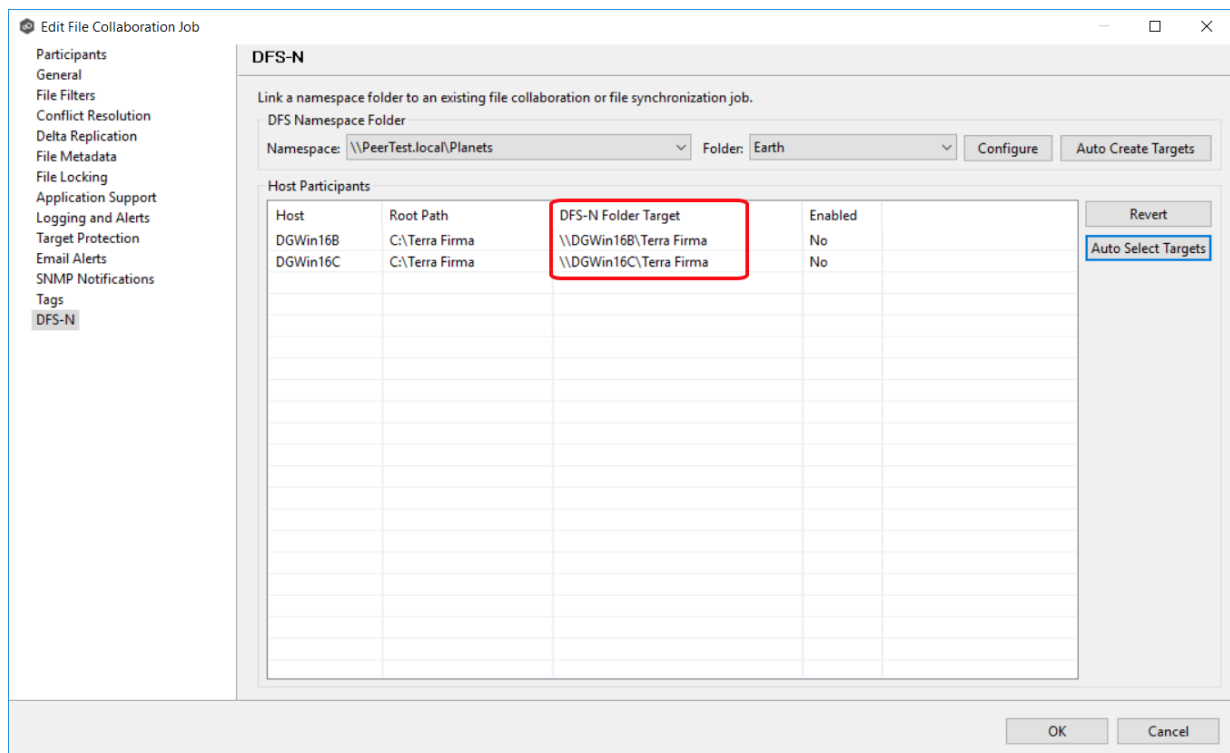 Edit File Collaboration Job
Participants
General
File Filters
Conflict Resolution
Delta Replication
File Metadata
File Locking
Application Support
Logging and Alerts
Target Protection
Email Alerts
SNMP Notifications
Tags
DFS-N
DFS-N
Link a namespace folder to an existing file collaboration or file synchronization job.
DFS Namespace Folder
Namespace: \\PeerTest.local\Planets Folder: Earth Configure Auto Create Targets
Host Participants
Host Root Path DFS-N Folder Target Enabled
DGWin16B C:\Terra Firma \\DGWin16B\Terra Firma No
DGWin16C C:\Terra Firma \\DGWin16C\Terra Firma No
Revert
Auto Select Targets
OK Cancel